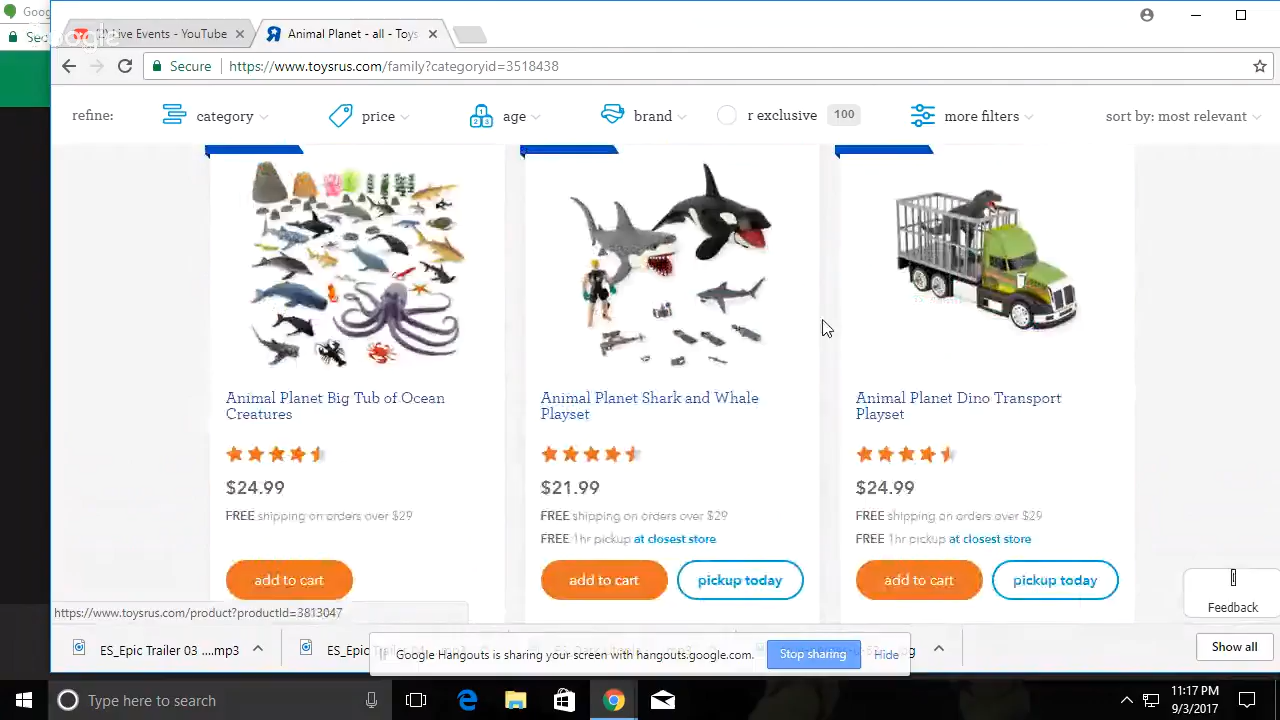 Goog
Live Events - YouTube
Animal Planet - all - Toys
Google
Sec
Secure
https://www.toysrus.com/family?categoryid=3518438
refine:
category
price
age
brand
r exclusive 100
more filters
sort by: most relevant
Animal Planet Big Tub of Ocean
Creatures
$24.99
FREE shipping on orders over $29
add to cart
Animal Planet Shark and Whale
Playset
$21.99
FREE shipping on orders over $29
FREE 1hr pickup at closest store
add to cart
pickup today
Animal Planet Dino Transport
Playset
$24.99
FREE shipping on orders over $29
FREE 1hr pickup at closest store
add to cart
pickup today
Feedback
https://www.toysrus.com/product?productId=3813047
ES_Epic Trailer 03 ....mp3
ES_Epi
Google Hangouts is sharing your screen with hangouts.google.com.
Stop sharing
Hide
Show all
Type here to search
11:17 PM
9/3/2017